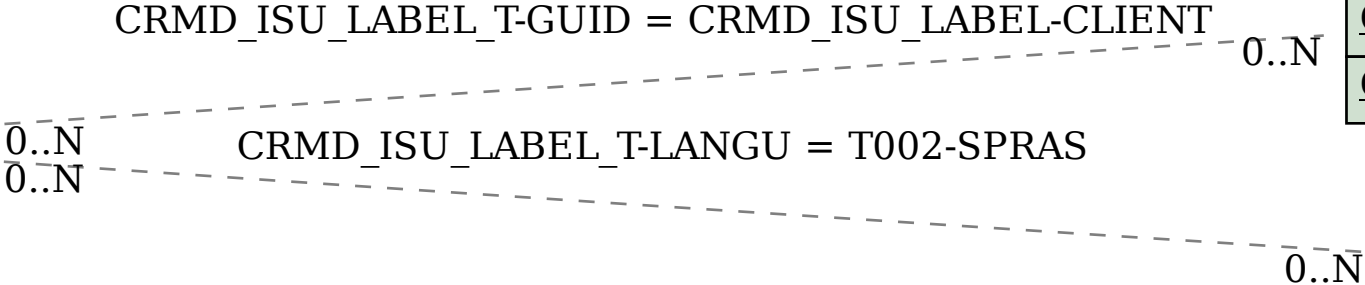 CRMD_ISU_LABEL_T-GUID = CRMD_ISU_LABEL-CLIENT
0..N
0..N
CRMD_ISU_LABEL_T-LANGU = T002-SPRAS
0..N
0..N